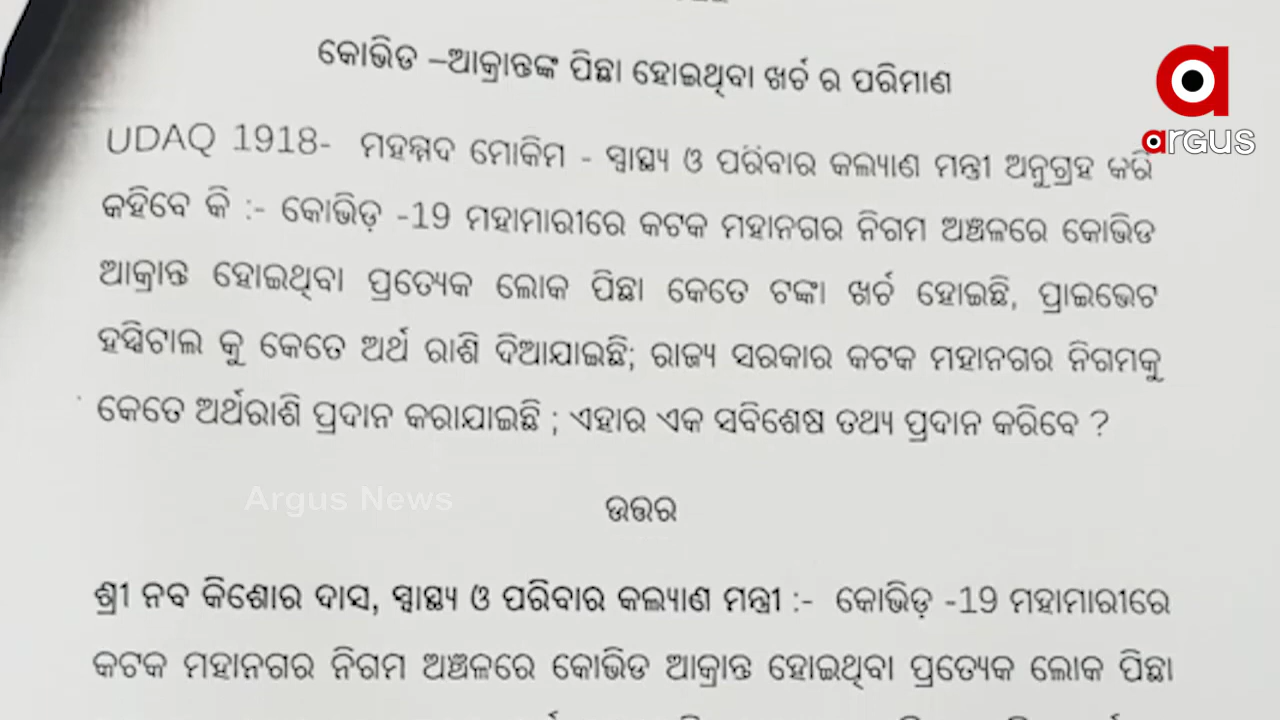 କୋଭିଡ –ଆକ୍ରାନ୍ତଙ୍କ ପିଛା ହୋଇଥିବା ଖର୍ଚ୍ଚ ର ପରିମାଣ
argus
UDAQ 1918- ମହମ୍ମଦ ମୋକିମ - ସ୍ୱାସ୍ଥ୍ୟ ଓ ପରିବାର କଲ୍ୟାଣ ମନ୍ତ୍ରୀ ଅନୁଗ୍ରହ କରି
କହିବେ କି :- କୋଭିଡ଼ -19 ମହାମାରୀରେ କଟକ ମହାନଗର ନିଗମ ଅଞ୍ଚଳରେ କୋଭିଡ
ଆକ୍ରାନ୍ତ ହୋଇଥିବା ପ୍ରତ୍ୟେକ ଲୋକ ପିଛା କେତେ ଟଙ୍କା ଖର୍ଚ୍ଚ ହୋଇଛି, ପ୍ରାଇଭେଟ
ହସ୍ପିଟାଲ କୁ କେତେ ଅର୍ଥ ରାଶି ଦିଆଯାଇଛି; ରାଜ୍ୟ ସରକାର କଟକ ମହାନଗର ନିଗମକୁ
କେତେ ଅର୍ଥରାଶି ପ୍ରଦାନ କରାଯାଇଛି ; ଏହାର ଏକ ସବିଶେଷ ତଥ୍ୟ ପ୍ରଦାନ କରିବେ ?
Argus News
ଉତ୍ତର
ଶ୍ରୀ ନବ କିଶୋର ଦାସ, ସ୍ୱାସ୍ଥ୍ୟ ଓ ପରିବାର କଲ୍ୟାଣ ମନ୍ତ୍ରୀ :- କୋଭିଡ଼ -19 ମହାମାରୀରେ
କଟକ ମହାନଗର ନିଗମ ଅଞ୍ଚଳରେ କୋଭିଡ ଆକ୍ରାନ୍ତ ହୋଇଥିବା ପ୍ରତ୍ୟେକ ଲୋକ ପିଛା